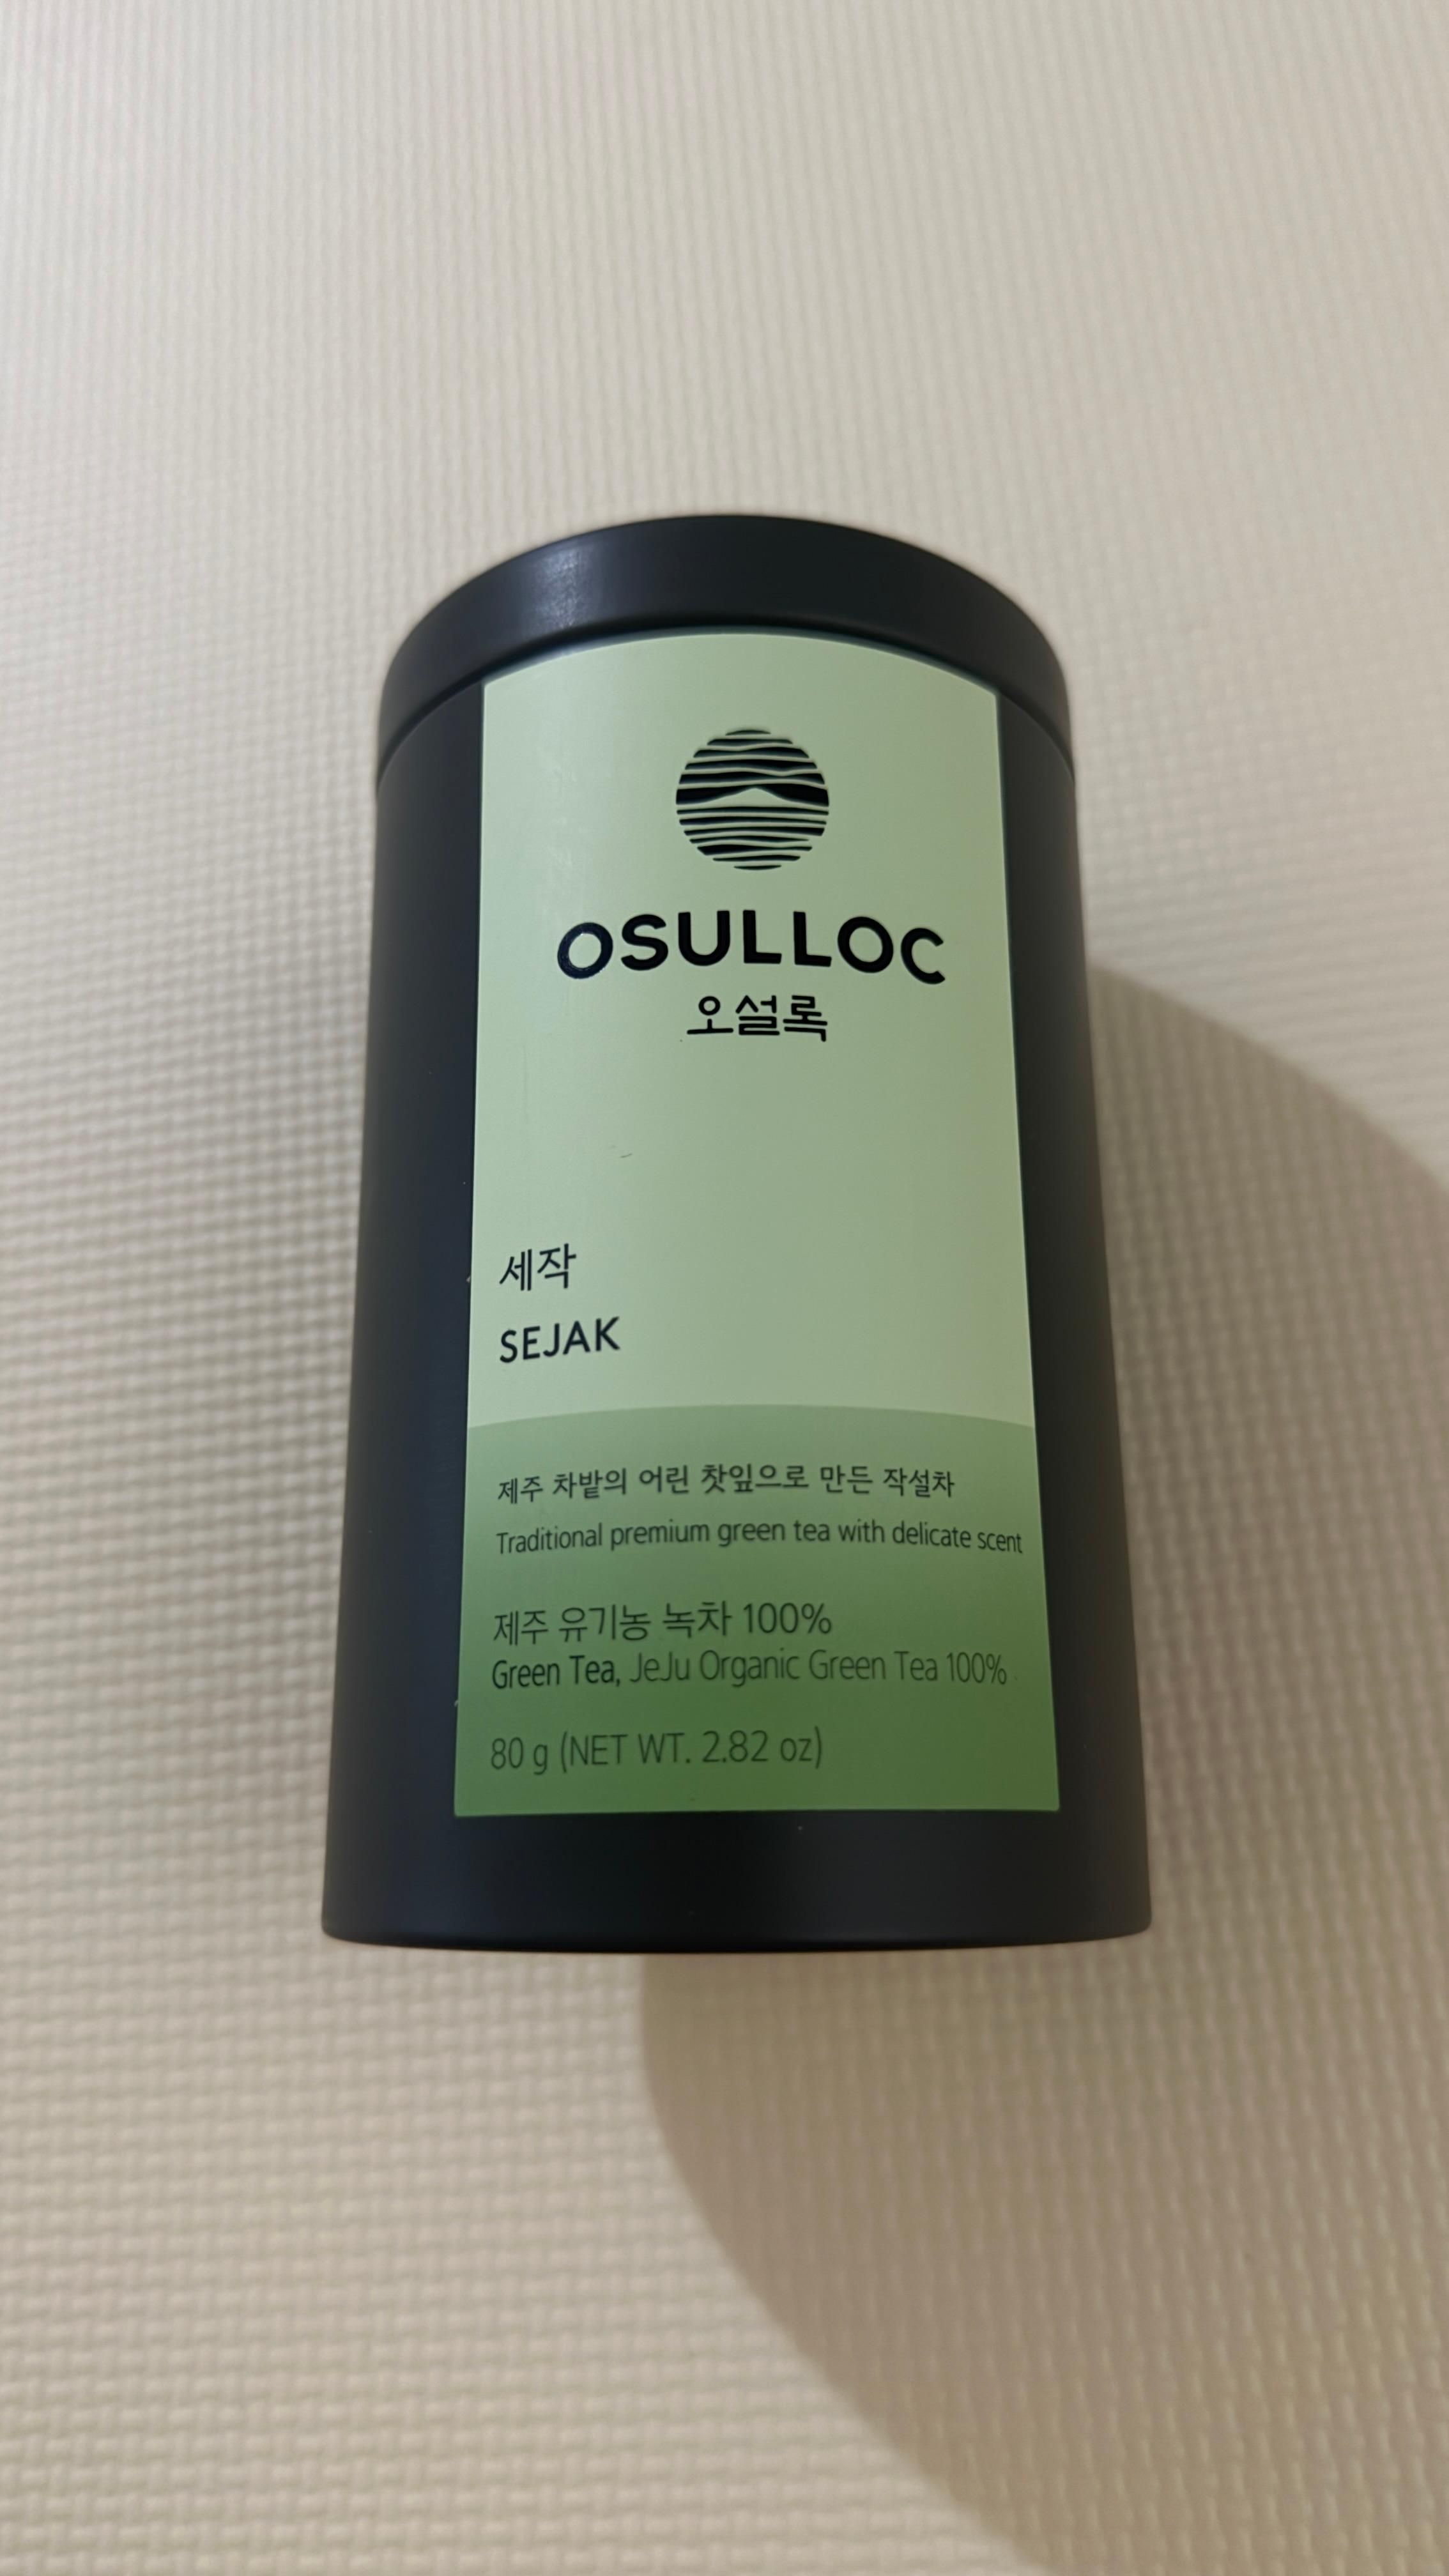 OSULLOC
오설록
세작
SEJAK
제주 차밭의 어린 찻잎으로 만든 작설차
Traditional premium green tea with delicate scent
제주 유기농 녹차 100%
Green Tea, JeJu Organic Green Tea 100%
80 g (NET WT. 2.82 oz)